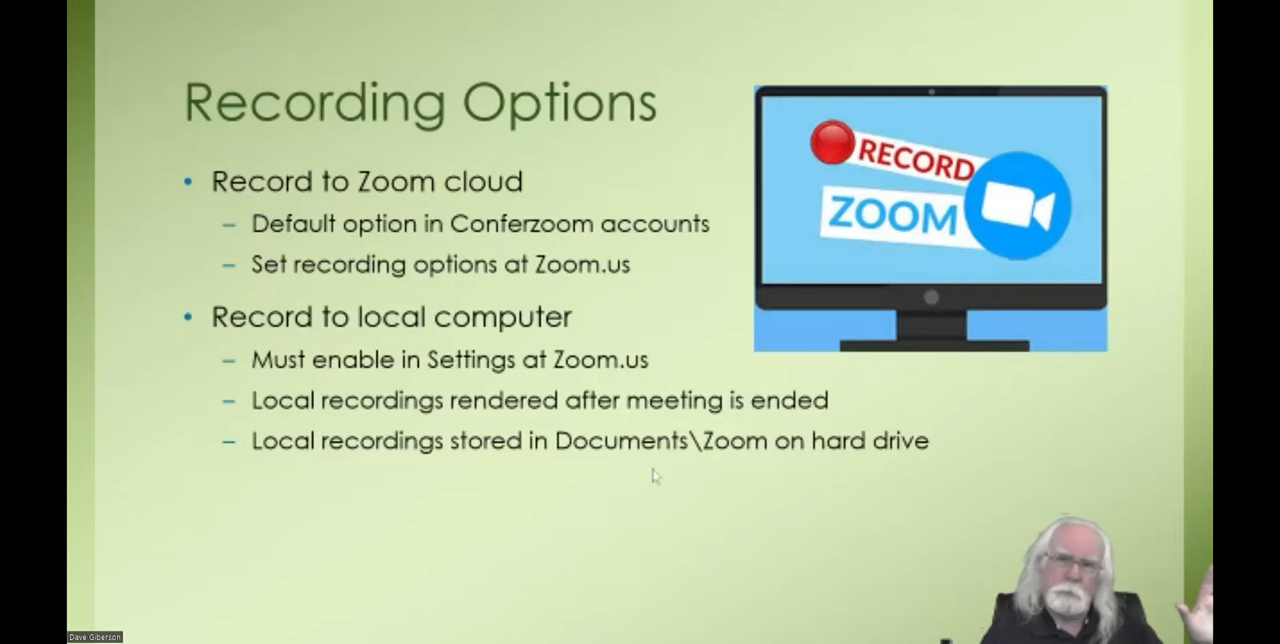 Recording Options
• Record to Zoom cloud
– Default option in Conferzoom accounts
– Set recording options at Zoom.us
• Record to local computer
– Must enable in Settings at Zoom.us
– Local recordings rendered after meeting is ended
– Local recordings stored in Documents\Zoom on hard drive
RECORD
ZOOM
Dave Giberson